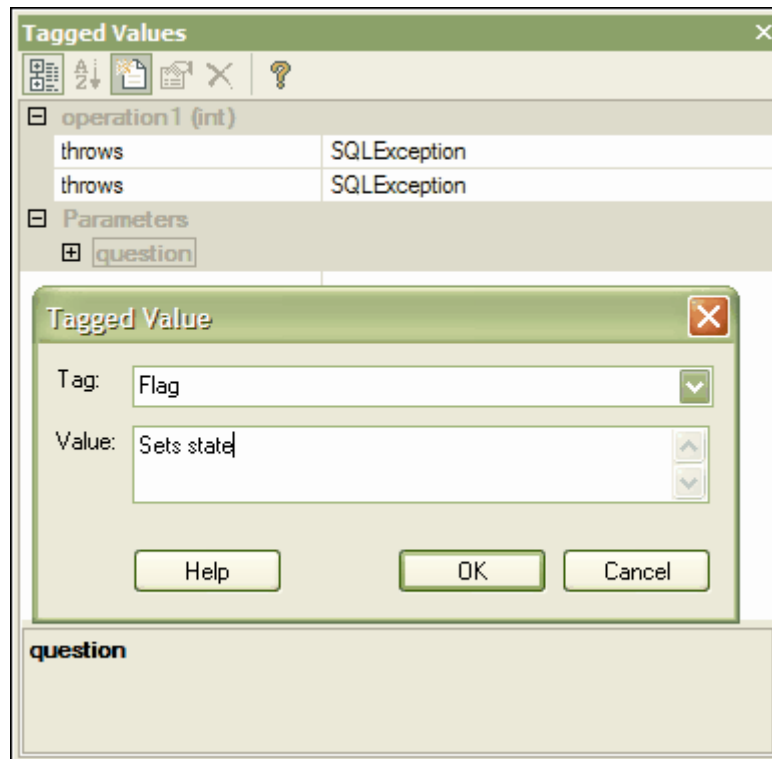 Tagged Values
operation1 (int)
throws SQLException
throws SQLException
Parameters
question
Tagged Value
Tag: Flag
Value: Sets state
Help OK Cancel
question